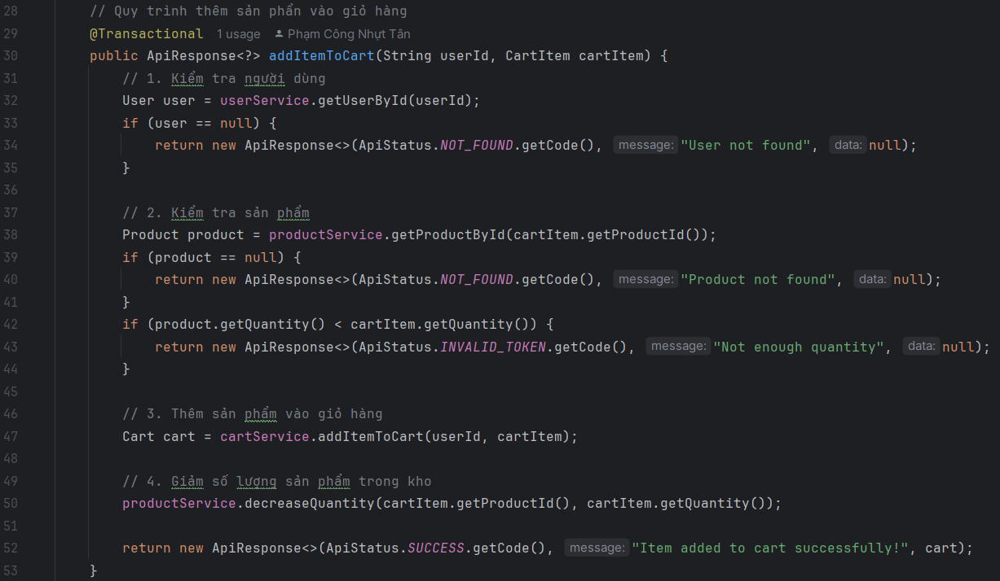 28 // Quy trình thêm sản phẩn vào giỏ hàng
29 @Transactional 1 usage Phạm Công Nhựt Tân
30 public ApiResponse<?> addItemToCart(String userId, CartItem cartItem) {
31 // 1. Kiểm tra người dùng
32 User user = userService.getUserById(userId);
33 if (user == null) {
34 return new ApiResponse<>(ApiStatus.NOT_FOUND.getCode(), message: "User not found", data: null);
35 }
36
37 // 2. Kiểm tra sản phẩm
38 Product product = productService.getProductById(cartItem.getProductId());
39 if (product == null) {
40 return new ApiResponse<>(ApiStatus.NOT_FOUND.getCode(), message: "Product not found", data: null);
41 }
42 if (product.getQuantity() < cartItem.getQuantity()) {
43 return new ApiResponse<>(ApiStatus.INVALID_TOKEN.getCode(), message: "Not enough quantity", data: null);
44 }
45
46 // 3. Thêm sản phẩm vào giỏ hàng
47 Cart cart = cartService.addItemToCart(userId, cartItem);
48
49 // 4. Giảm số lượng sản phẩm trong kho
50 productService.decreaseQuantity(cartItem.getProductId(), cartItem.getQuantity());
51
52 return new ApiResponse<>(ApiStatus.SUCCESS.getCode(), message: "Item added to cart successfully!", cart);
53 }